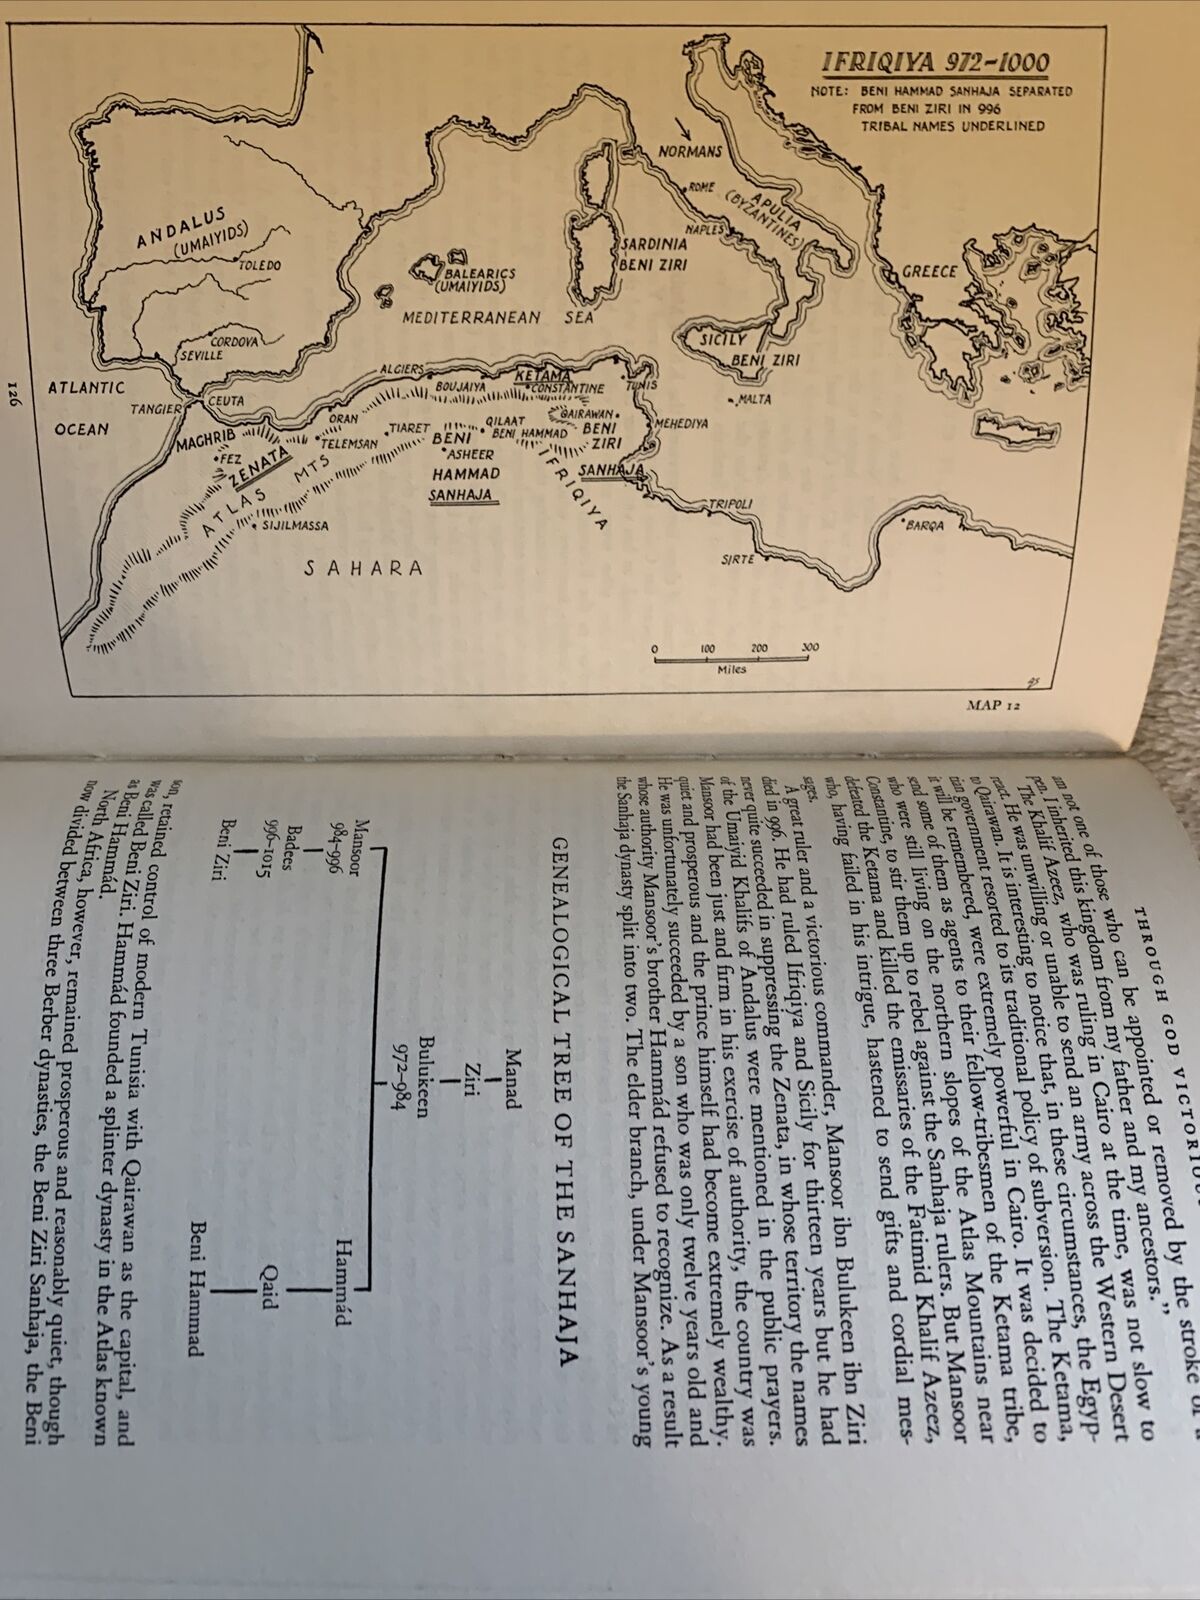 IFRIQIYA 972-1000
NOTE: BENI HAMMAD SANHAJA SEPARATED
FROM BENI ZIRI IN 996
TRIBAL NAMES UNDERLINED
NORMANS
ROME
APULIA
(BYZANTINES)
NAPLES
ANDALUS
(UMAIYIDS)
TOLEDO
SARDINIA
BENI ZIRI
BALEARICS
(UMAIYIDS)
GREECE
MEDITERRANEAN SEA
SICILY
BENI ZIRI
CORDOVA
SEVILLE
ATLANTIC
OCEAN
TANGIER
CEUTA
ALGIERS
BOUJAIYA
KETAMA
CONSTANTINE
TUNIS
MALTA
ORAN
TIARET
QILAAT
BENI HAMMAD
QAIRAWAN
BENI
ZIRI
MEHEDIYA
MAGHRIB
FEZ
ZENATA
TELEMSAN
BENI
HAMMAD
SANHAJA
ASHEER
IFRIQIYA
SANHAJA
ATLAS MTS
SIJILMASSA
TRIPOLI
BARQA
SIRTE
SAHARA
0 100 200 300
Miles
MAP 12
126
THROUGH GOD VICTORIOUS
am not one of those who can be appointed or removed by the stroke of a
pen. I inherited this kingdom from my father and my ancestors.”
The Khalif Azeez, who was ruling in Cairo at the time, was not slow to
react. He was unwilling or unable to send an army across the Western Desert
to Qairawan. It is interesting to notice that, in these circumstances, the Egyp-
tian government resorted to its traditional policy of subversion. The Ketama,
it will be remembered, were extremely powerful in Cairo. It was decided to
send some of them as agents to their fellow-tribesmen of the Ketama tribe,
who were still living on the northern slopes of the Atlas Mountains near
Constantine, to stir them up to rebel against the Sanhaja rulers. But Mansoor
defeated the Ketama and killed the emissaries of the Fatimid Khalif Azeez,
who, having failed in his intrigue, hastened to send gifts and cordial mes-
sages.
A great ruler and a victorious commander, Mansoor ibn Bulukeen ibn Ziri
died in 996. He had ruled Ifriqiya and Sicily for thirteen years but he had
never quite succeeded in suppressing the Zenata, in whose territory the names
of the Umaiyid Khalifs of Andalus were mentioned in the public prayers.
Mansoor had been just and firm in his exercise of authority, the country was
quiet and prosperous and the prince himself had become extremely wealthy.
He was unfortunately succeeded by a son who was only twelve years old and
whose authority Mansoor's brother Hammád refused to recognize. As a result
the Sanhaja dynasty split into two. The elder branch, under Mansoor's young
GENEALOGICAL TREE OF THE SANHAJA
Manad
Ziri
Bulukeen
972-984
Mansoor
984-996
Hammád
Badees
996-1015
Qaid
Beni Ziri
Beni Hammad
son, retained control of modern Tunisia with Qairawan as the capital, and
was called Beni Ziri. Hammád founded a splinter dynasty in the Atlas known
as Beni Hammád.
North Africa, however, remained prosperous and reasonably quiet, though
now divided between three Berber dynasties, the Beni Ziri Sanhaja, the Beni